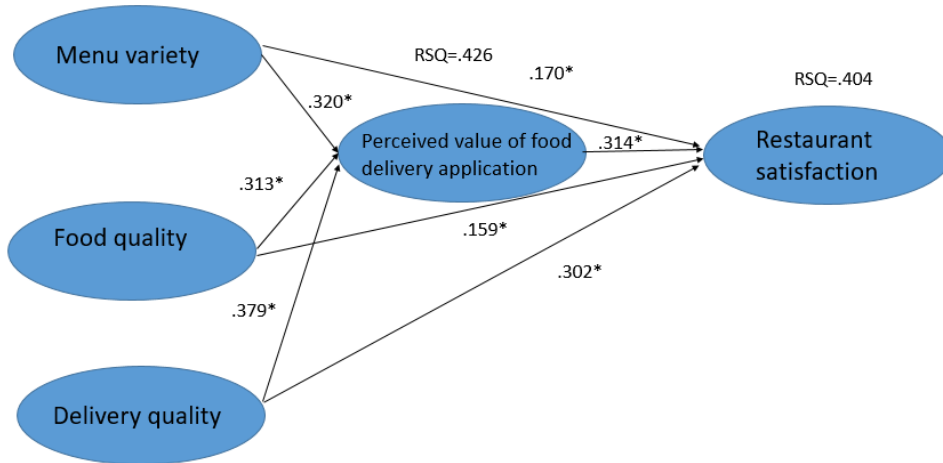 Menu variety
RSQ=.426
.170*
RSQ=.404
.320*
Perceived value of food
delivery application
.314*
Restaurant
satisfaction
.313*
Food quality
.159*
.302*
.379*
Delivery quality